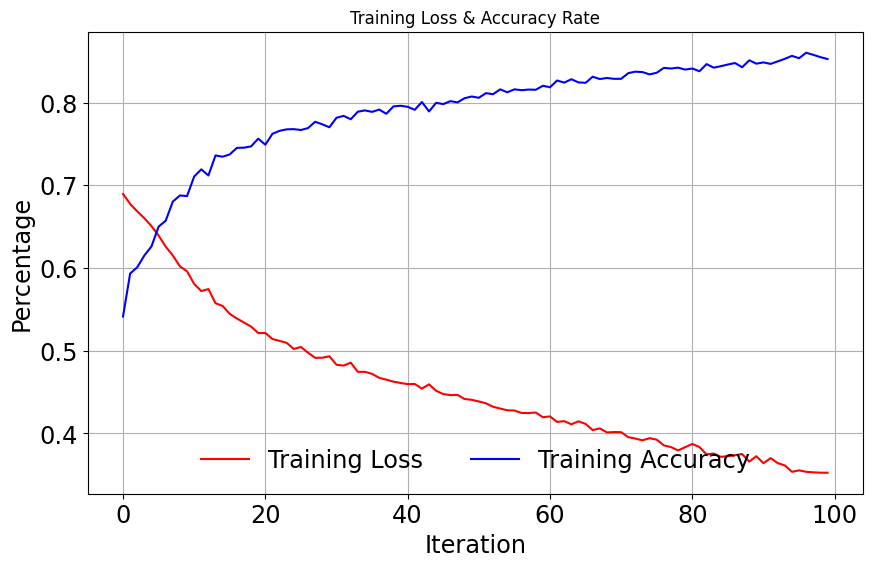 Training Loss & Accuracy Rate
0.8
0.7
0.6
0.5
0.4
Percentage
Training Loss Training Accuracy
0 20 40 60 80 100
Iteration